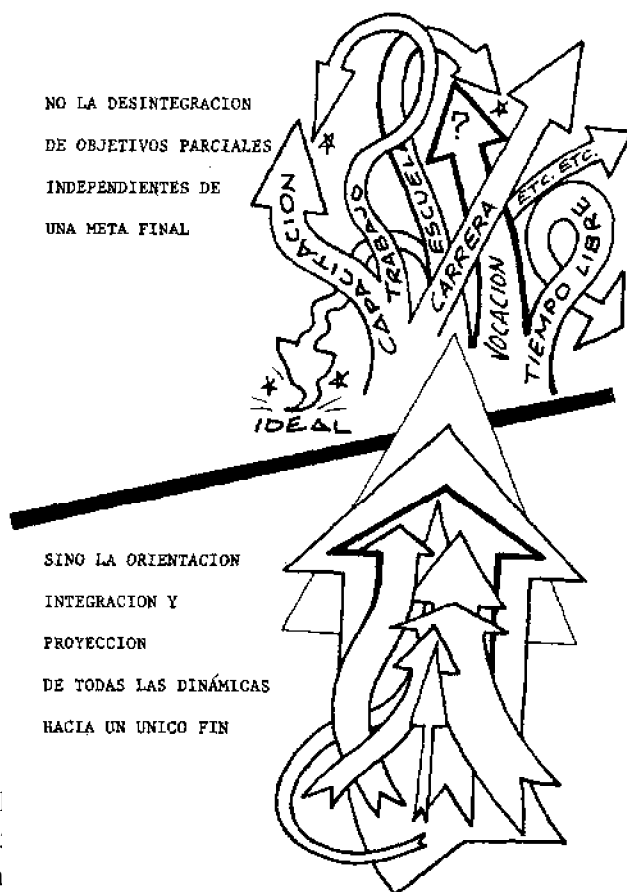 NO LA DESINTEGRACION
DE OBJETIVOS PARCIALES
INDEPENDIENTES DE
UNA META FINAL
CAPACITACION
TRABAJO
ESCUELA
CARRERA
?
VOCACION
ETC. ETC.
TIEMPO LIBRE
IDEAL
SINO LA ORIENTACION
INTEGRACION Y
PROYECCION
DE TODAS LAS DINÁMICAS
HACIA UN UNICO FIN